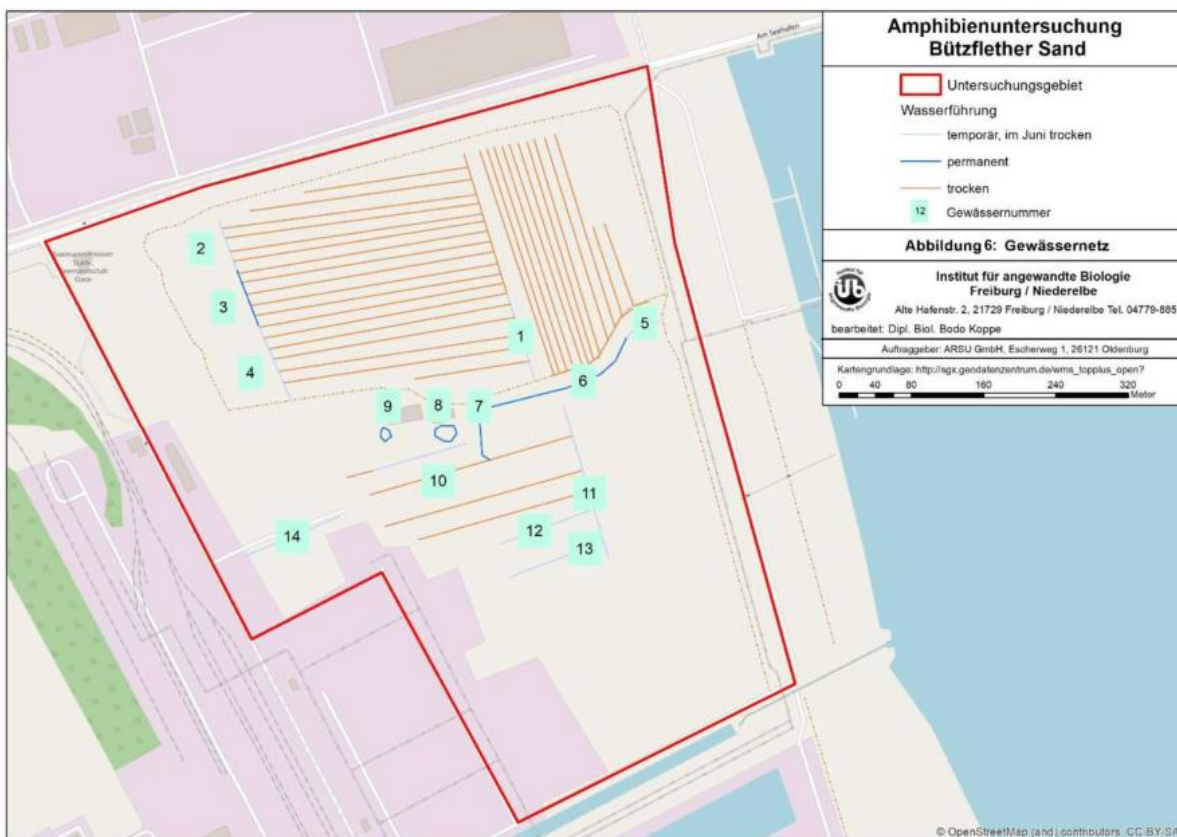 Amphibienuntersuchung
Bützflether Sand
Untersuchungsgebiet
Wasserführung
temporär, im Juni trocken
permanent
trocken
12 Gewässernummer
Abbildung 6: Gewässernetz
Institut für angewandte Biologie
Freiburg / Niederelbe
Alte Hafenstr. 2, 21729 Freiburg / Niederelbe Tel. 04779-885
bearbeitet: Dipl. Biol. Bodo Koppe
Auftraggeber: ARSU GmbH, Escherweg 1, 26121 Oldenburg
Kartengrundlage: http://sgx.geodatenzentrum.de/wms_topplus_open?
0 40 80 160 240 320
Meter
Am Seehafen
2
3
4
1
5
6
7
8
9
10
11
12
13
14
© OpenStreetMap (and) contributors, CC-BY-SA